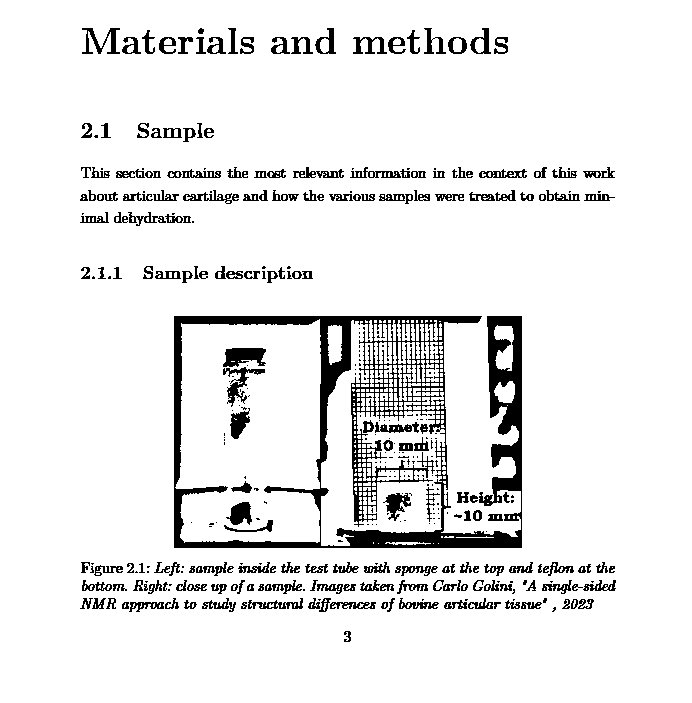 Materials and methods
2.1 Sample
This section contains the most relevant information in the context of this work
about articular cartilage and how the various samples were treated to obtain min-
imal dehydration.
2.1.1 Sample description
Diameter:
10 mm
Height:
~10 mm
Figure 2.1: Left: sample inside the test tube with sponge at the top and teflon at the
bottom. Right: close up of a sample. Images taken from Carlo Golini, "A single-sided
NMR approach to study structural differences of bovine articular tissue" , 2023
3